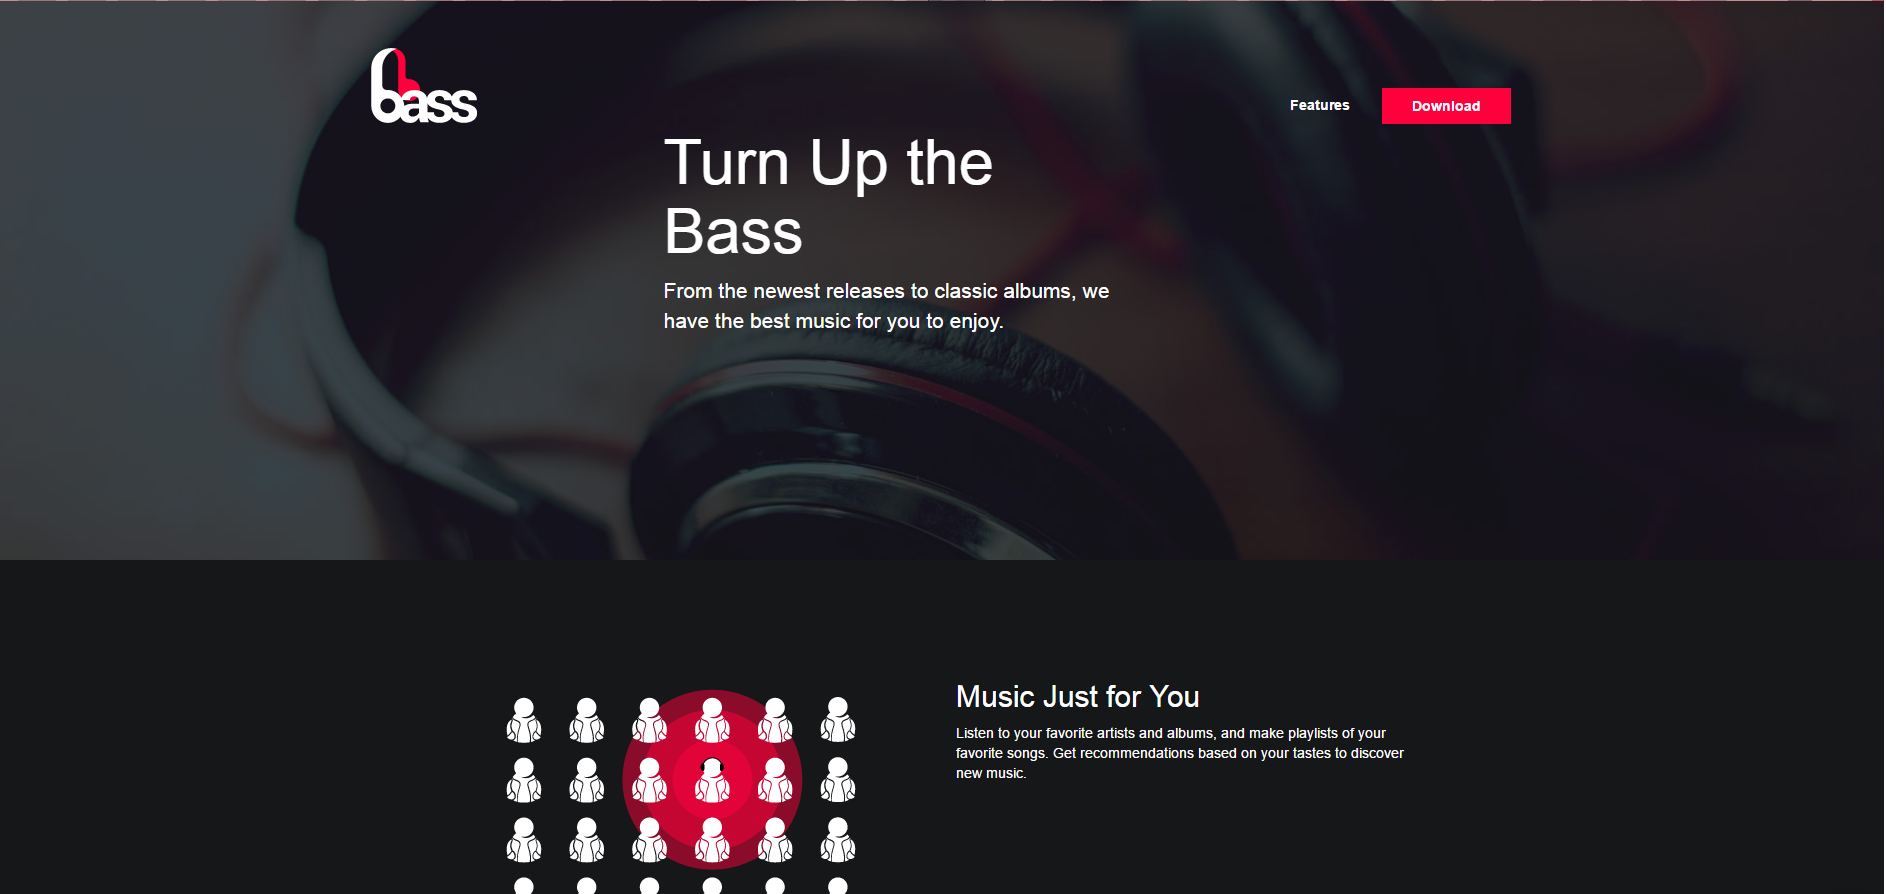 bass
Features
Download
Turn Up the
Bass
From the newest releases to classic albums, we
have the best music for you to enjoy.
Music Just for You
Listen to your favorite artists and albums, and make playlists of your
favorite songs. Get recommendations based on your tastes to discover
new music.